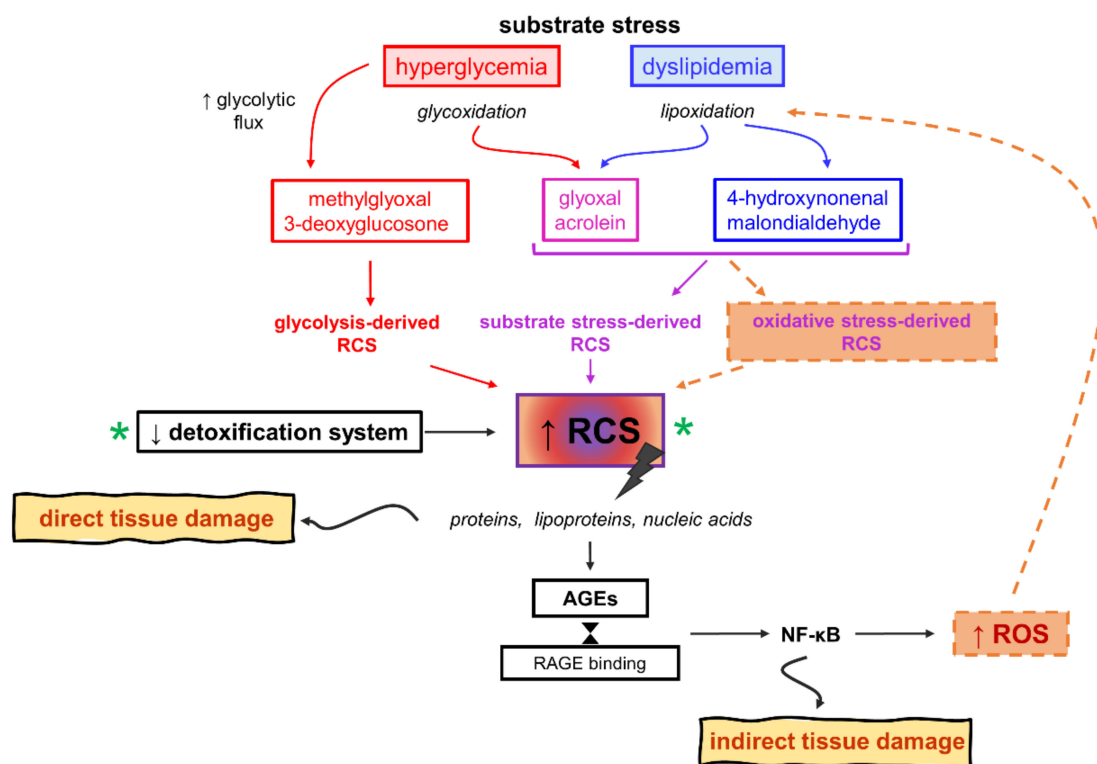 substrate stress
hyperglycemia
dyslipidemia
↑ glycolytic
flux
glycoxidation
lipoxidation
methylglyoxal
3-deoxyglucosone
glyoxal
acrolein
4-hydroxynonenal
malondialdehyde
glycolysis-derived
RCS
substrate stress-derived
RCS
oxidative stress-derived
RCS
* ↓ detoxification system
↑ RCS *
direct tissue damage
proteins, lipoproteins, nucleic acids
AGEs
RAGE binding
NF-κB
↑ ROS
indirect tissue damage